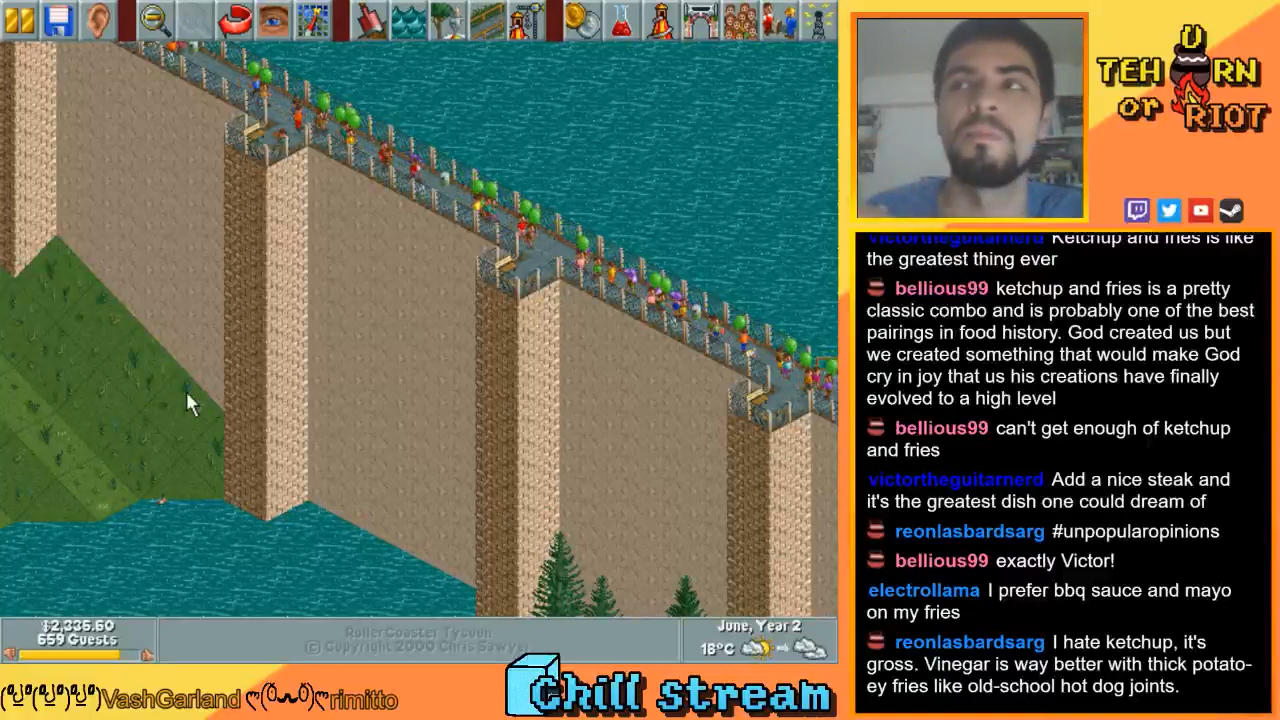 U
TEH RN
or RIOT
victortheguitarnerd Ketchup and fries is like
the greatest thing ever
bellious99 ketchup and fries is a pretty
classic combo and is probably one of the best
pairings in food history. God created us but
we created something that would make God
cry in joy that us his creations have finally
evolved to a high level
bellious99 can't get enough of ketchup
and fries
victortheguitarnerd Add a nice steak and
it's the greatest dish one could dream of
reonlasbardsarg #unpopularopinions
bellious99 exactly Victor!
electrollama I prefer bbq sauce and mayo
on my fries
reonlasbardsarg I hate ketchup, it's
gross. Vinegar is way better with thick potato-
ey fries like old-school hot dog joints.
$2,335.60
659 Guests
RollerCoaster Tycoon
© Copyright 2000 Chris Sawyer
June, Year 2
18°C
VashGarland
rimitto
Chill stream